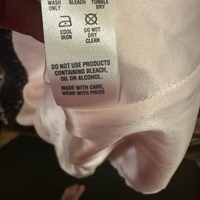 WASH BLEACH TUMBLE
ONLY DRY
COOL DO NOT
IRON DRY
CLEAN
DO NOT USE PRODUCTS
CONTAINING BLEACH,
OIL OR ALCOHOL.
MADE WITH CARE,
WEAR WITH PRIDE